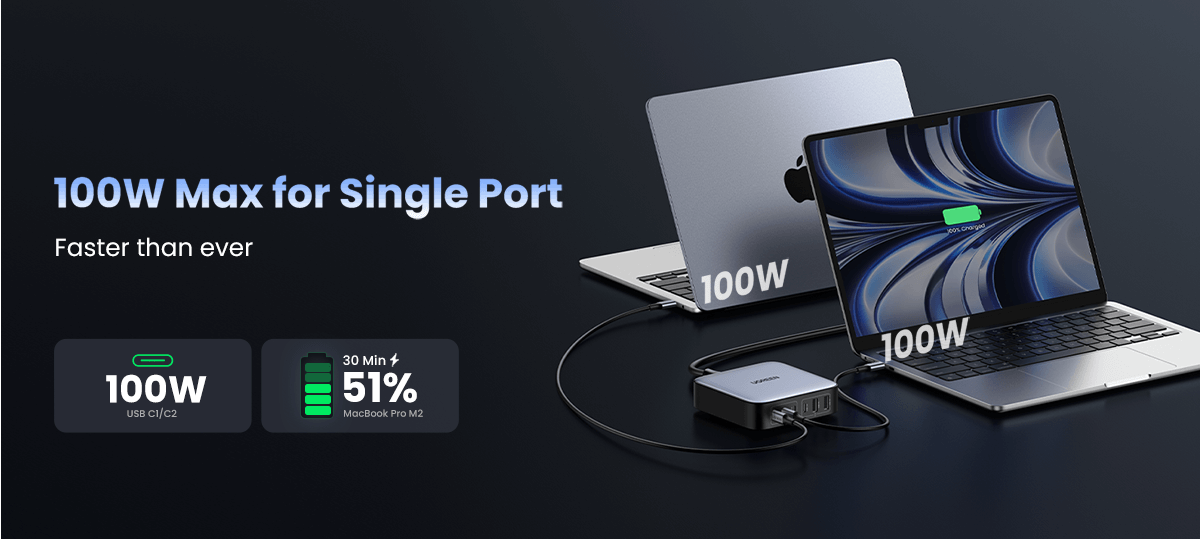 100W Max for Single Port
Faster than ever
100W
USB C1/C2
30 Min
51%
MacBook Pro M2
100W
100W
100% Charged
UGREEN